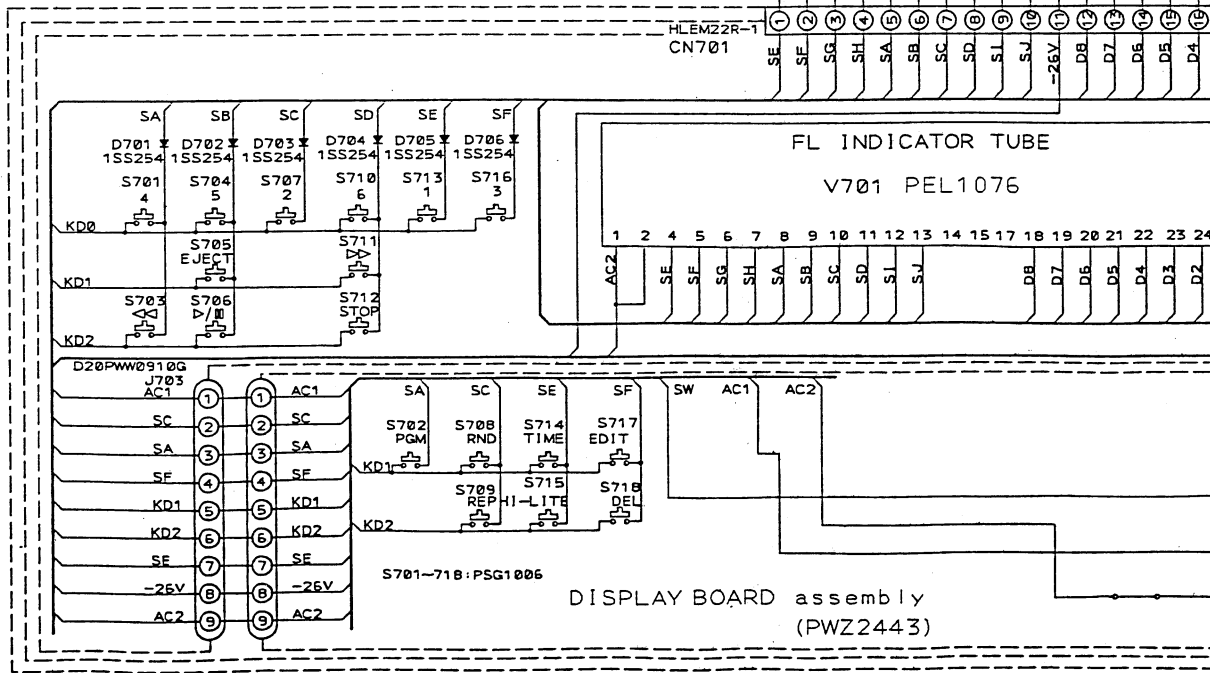 HLEM22R-1
CN701
1 2 3 4 5 6 7 8 9 10 11 12 13 14 15 16
SE SF SG SH SA SB SC SD SI SJ -26V D8 D7 D6 D5 D4
SA SB SC SD SE SF
D701 D702 D703 D704 D705 D706
1SS254 1SS254 1SS254 1SS254 1SS254 1SS254
S701 S704 S707 S710 S713 S716
4 5 2 6 1 3
KD0
S705 S711
EJECT ▷▷
KD1
S703 S706 S712
◁◁ ▷/▯▯ STOP
KD2
FL INDICATOR TUBE
V701 PEL1076
1 2 4 5 6 7 8 9 10 11 12 13 14 15 17 18 19 20 21 22 23 24
AC2 SE SF SG SH SA SB SC SD SI SJ D8 D7 D6 D5 D4 D3 D2
D20PWW0910G
J703
AC1 1 1 AC1
SC 2 2 SC
SA 3 3 SA
SF 4 4 SF
KD1 5 5 KD1
KD2 6 6 KD2
SE 7 7 SE
-26V 8 8 -26V
AC2 9 9 AC2
SA SC SE SF SW AC1 AC2
S702 S708 S714 S717
PGM RND TIME EDIT
KD1
S709 S715 S718
REP HI-LITE DEL
KD2
S701~718:PSG1006
DISPLAY BOARD assembly
(PWZ2443)